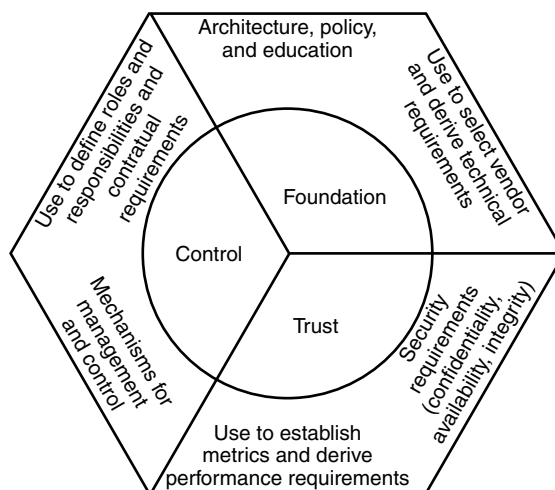 Architecture, policy,
and education
Use to select vendor
and derive technical
requirements
Use to define roles and
responsibilities and
contratual
requirements
Foundation
Control
Trust
Mechanisms for
management
and control
Security
requirements
(confidentiality,
availability, integrity)
Use to establish
metrics and derive
performance requirements